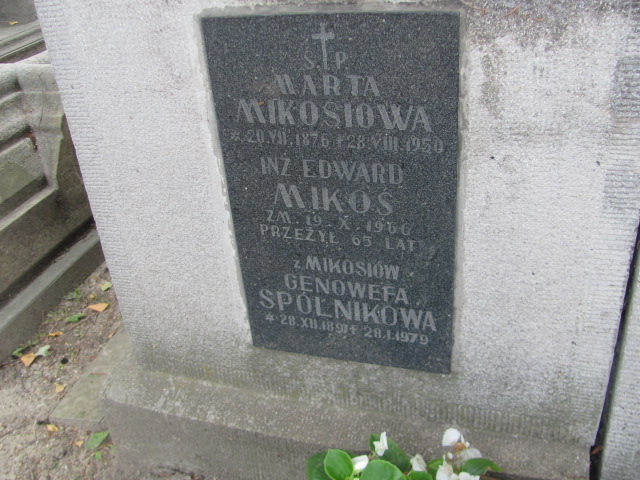 Ś. P.
MARTA
MIKOSIOWA
* 20.VII.1876 + 28.VIII.1950
INŻ EDWARD
MIKOŚ
ZM. 19. X. 1966
PRZEŻYŁ 65 LAT
z MIKOSIÓW
GENOWEFA
SPÓLNIKOWA
* 28.XII.1891 + 28.I.1979